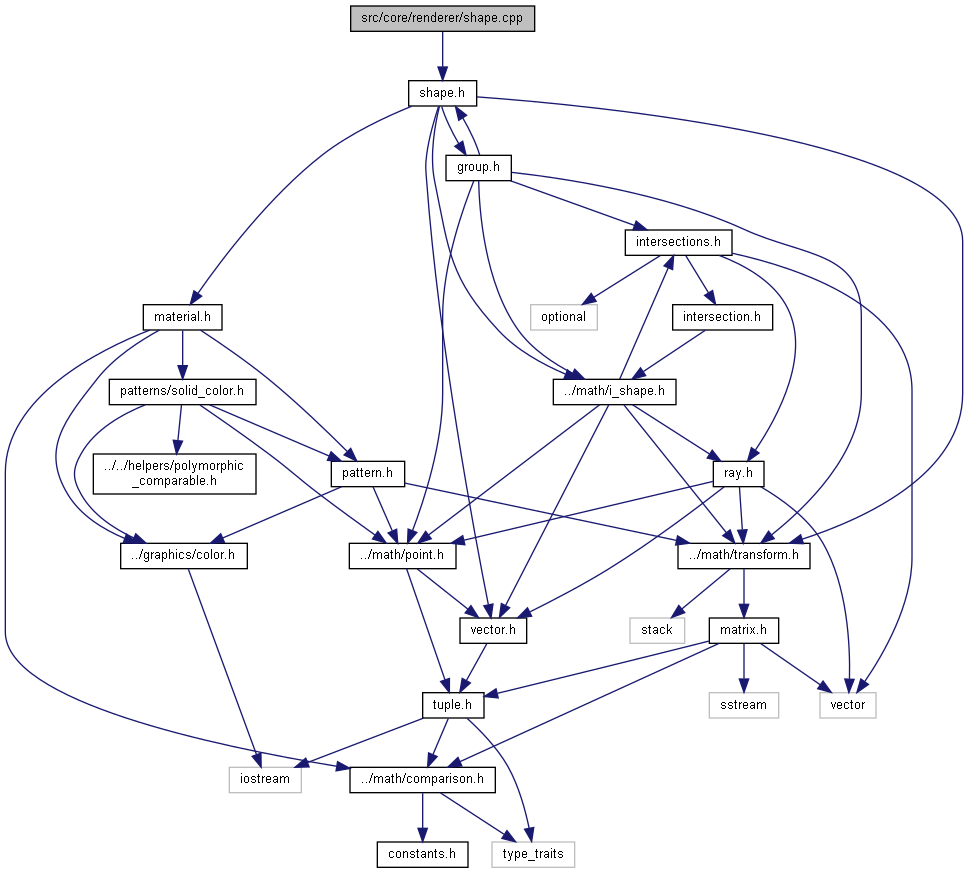 src/core/renderer/shape.cpp
shape.h
group.h
intersections.h
material.h
optional
intersection.h
patterns/solid_color.h
../math/i_shape.h
../../helpers/polymorphic
_comparable.h
pattern.h
ray.h
../graphics/color.h
../math/point.h
../math/transform.h
vector.h
stack
matrix.h
tuple.h
sstream
vector
iostream
../math/comparison.h
constants.h
type_traits